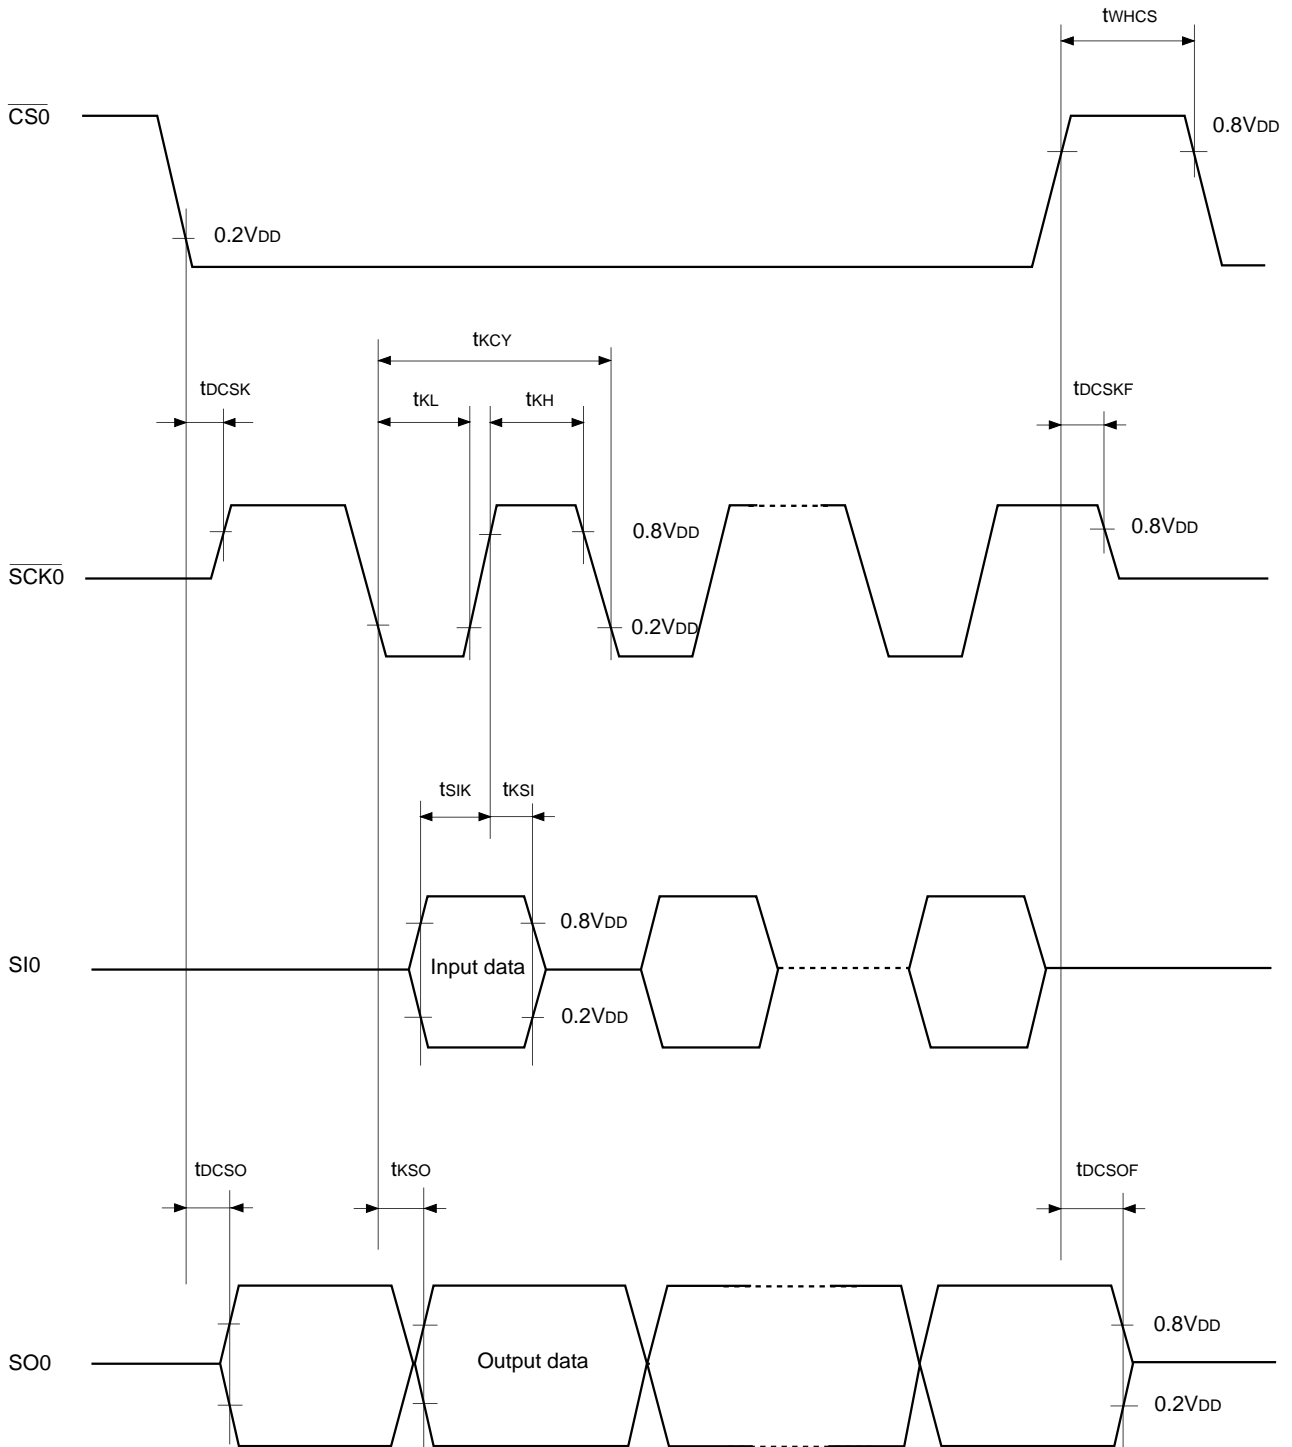 tWHCS
CS0
0.8VDD
0.2VDD
tKCY
tDCSK
tKL
tKH
tDCSKF
0.8VDD
0.8VDD
SCK0
0.2VDD
tSIK
tKSI
0.8VDD
SI0
Input data
0.2VDD
tDCSO
tKSO
tDCSOF
0.8VDD
SO0
Output data
0.2VDD